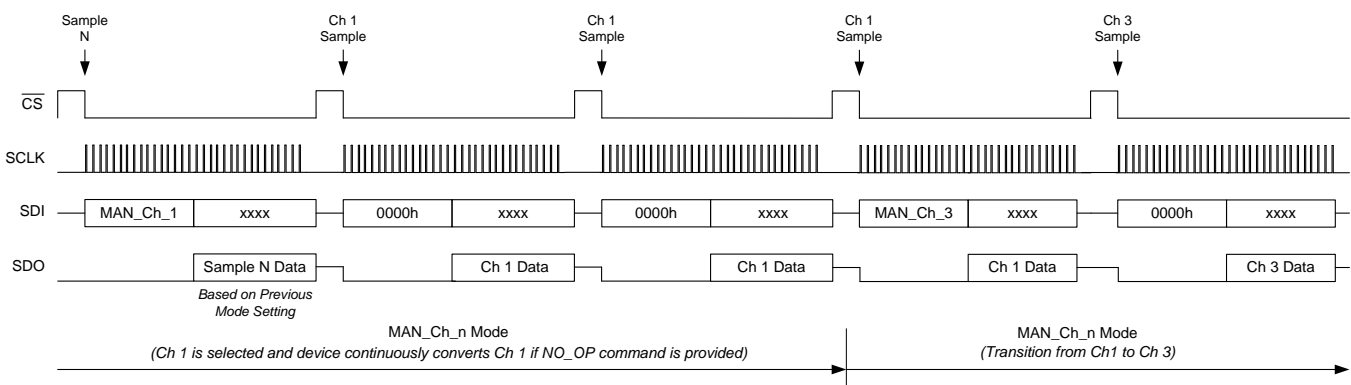 Sample
N
Ch 1
Sample
Ch 1
Sample
Ch 1
Sample
Ch 3
Sample
CS
SCLK
SDI
MAN_Ch_1
xxxx
0000h
xxxx
0000h
xxxx
MAN_Ch_3
xxxx
0000h
xxxx
SDO
Sample N Data
Ch 1 Data
Ch 1 Data
Ch 1 Data
Ch 3 Data
Based on Previous
Mode Setting
MAN_Ch_n Mode
(Ch 1 is selected and device continuously converts Ch 1 if NO_OP command is provided)
MAN_Ch_n Mode
(Transition from Ch1 to Ch 3)